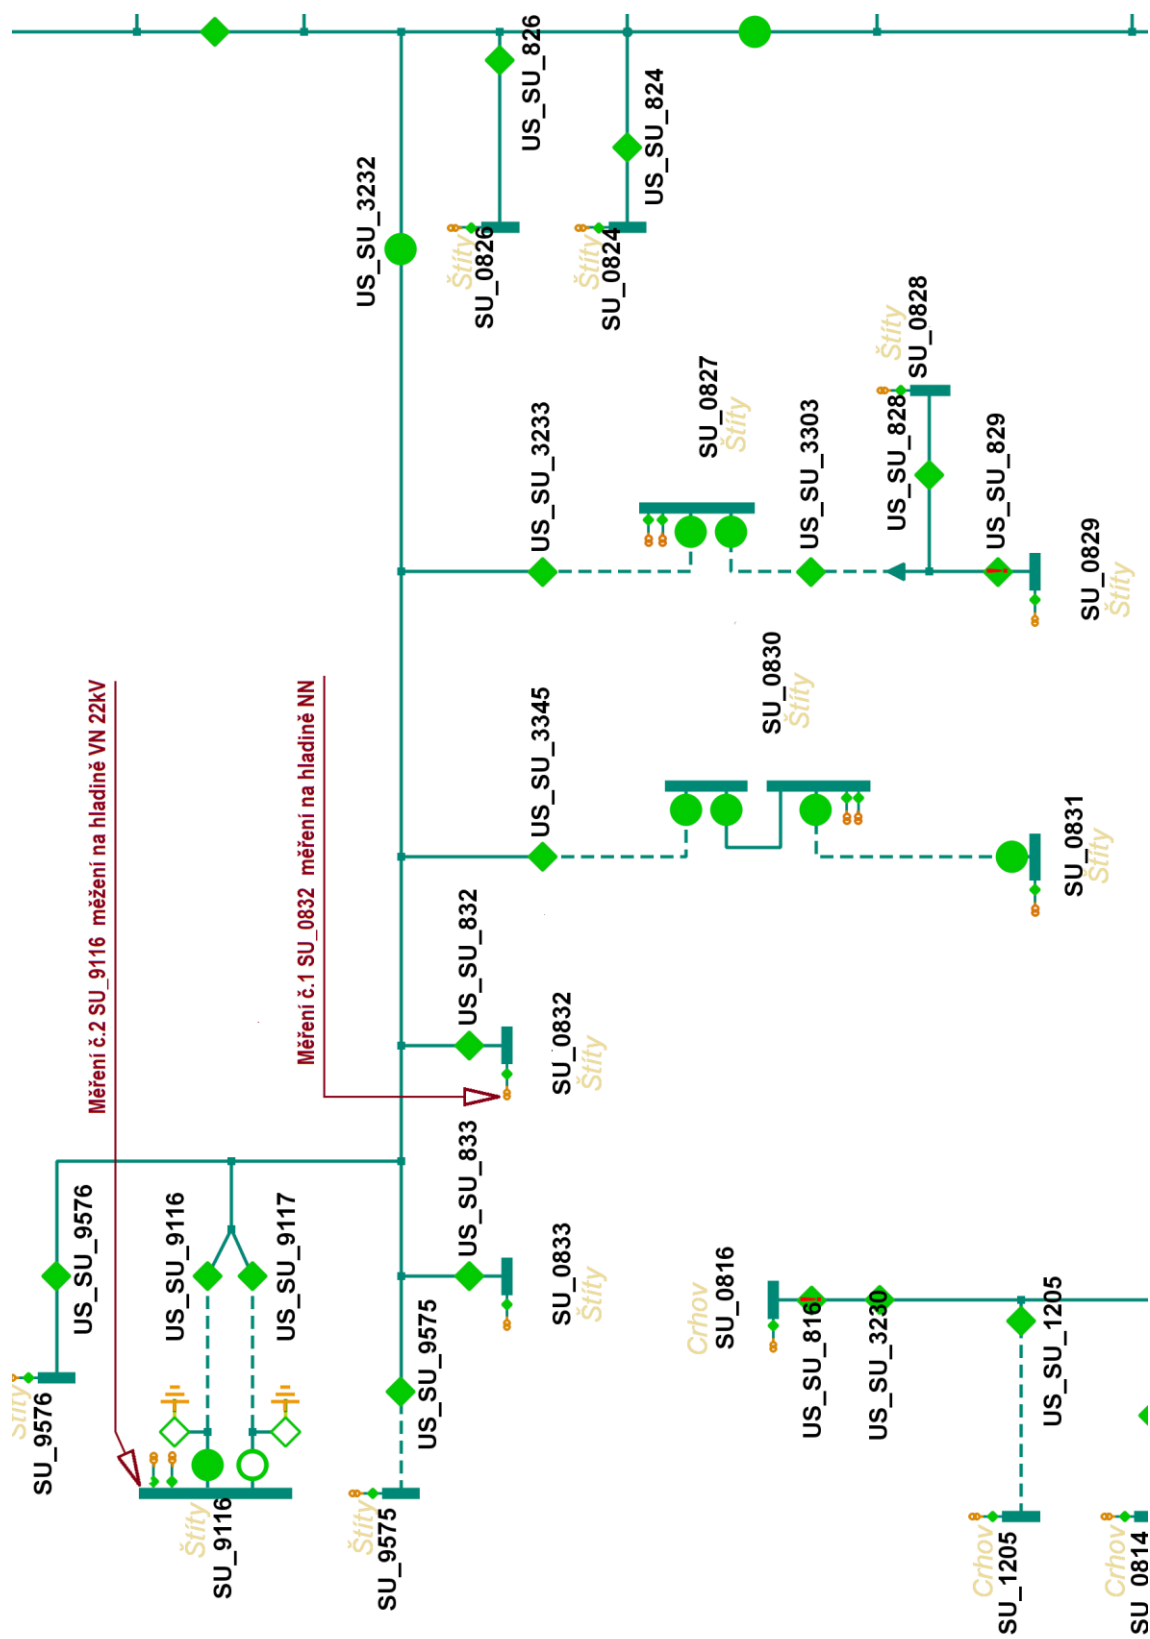 US_SU_826
Štíty
SU_0826
US_SU_824
Štíty
SU_0824
US_SU_3232
Štíty
SU_0828
US_SU_828
US_SU_829
SU_0829
Štíty
SU_0827
Štíty
US_SU_3233
US_SU_3303
SU_0830
Štíty
US_SU_3345
SU_0831
Štíty
Měření č.2 SU_9116 měžení na hladině VN 22kV
Měření č.1 SU_0832 měření na hladině NN
US_SU_832
SU_0832
Štíty
US_SU_833
SU_0833
Štíty
US_SU_9576
Štíty
SU_9576
US_SU_9116
US_SU_9117
Štíty
SU_9116
US_SU_9575
Štíty
SU_9575
Crhov
SU_0816
US_SU_816
US_SU_3230
US_SU_1205
Crhov
SU_1205
Crhov
SU_0814